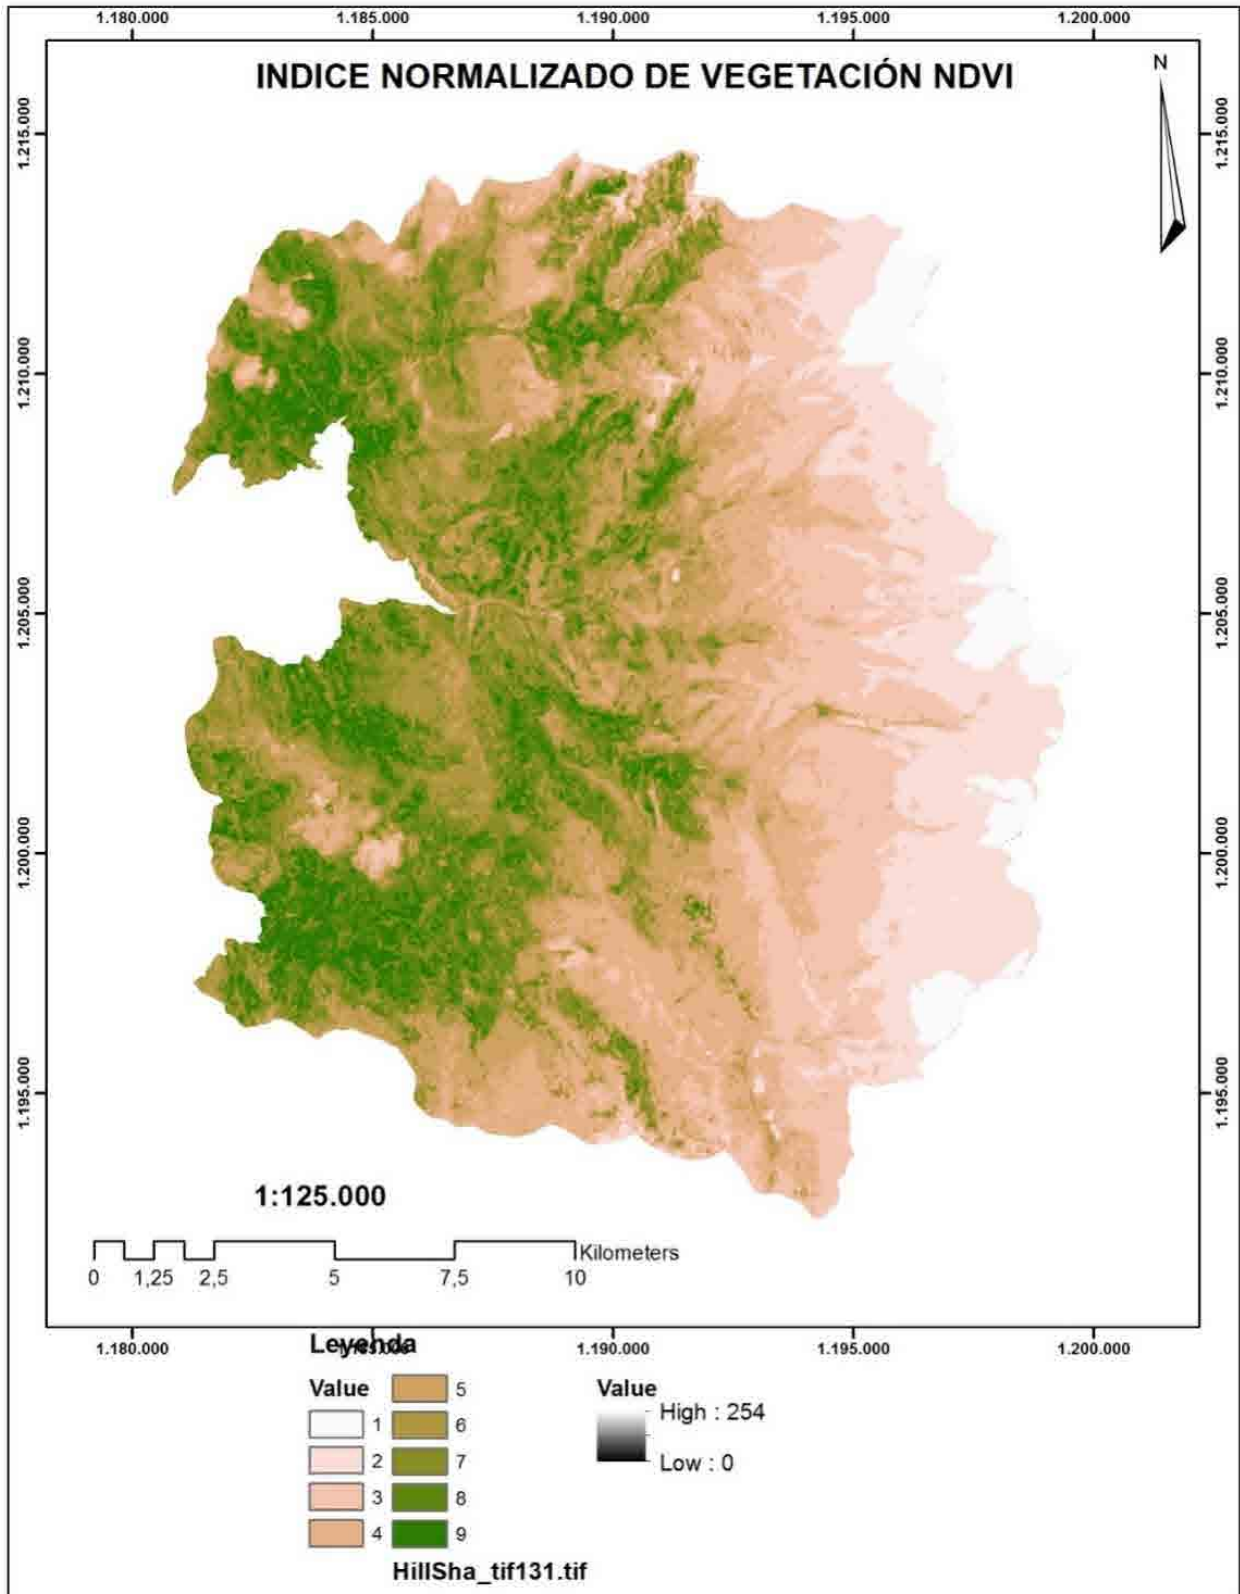 1.180.000 1.185.000 1.190.000 1.195.000 1.200.000
INDICE NORMALIZADO DE VEGETACIÓN NDVI
N
1.215.000 1.215.000
1.210.000 1.210.000
1.205.000 1.205.000
1.200.000 1.200.000
1.195.000 1.195.000
1:125.000
Kilometers
0 1,25 2,5 5 7,5 10
1.180.000 1.185.000 1.190.000 1.195.000 1.200.000
Leyenda
Value
1
2
3
4
5
6
7
8
9
HillSha_tif131.tif
Value
High : 254
Low : 0